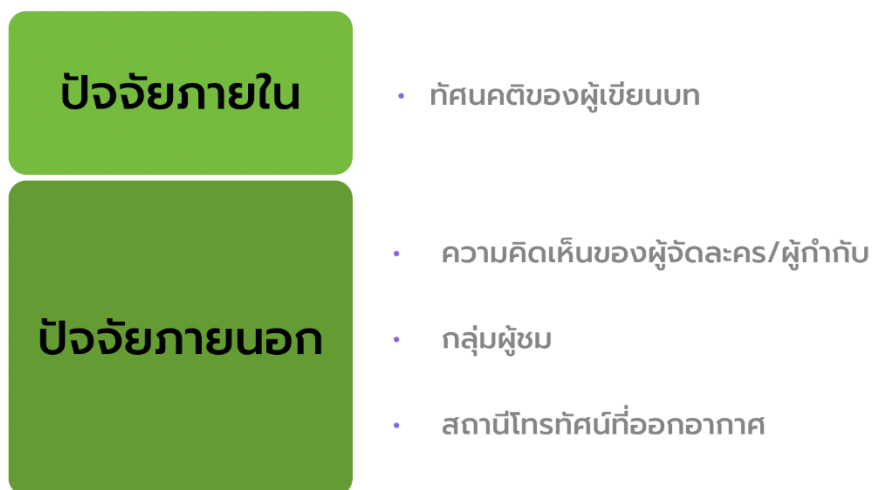 ปัจจัยภายใน
• ทัศนคติของผู้เขียนบท
ปัจจัยภายนอก
• ความคิดเห็นของผู้จัดละคร/ผู้กำกับ
• กลุ่มผู้ชม
• สถานีโทรทัศน์ที่ออกอากาศ